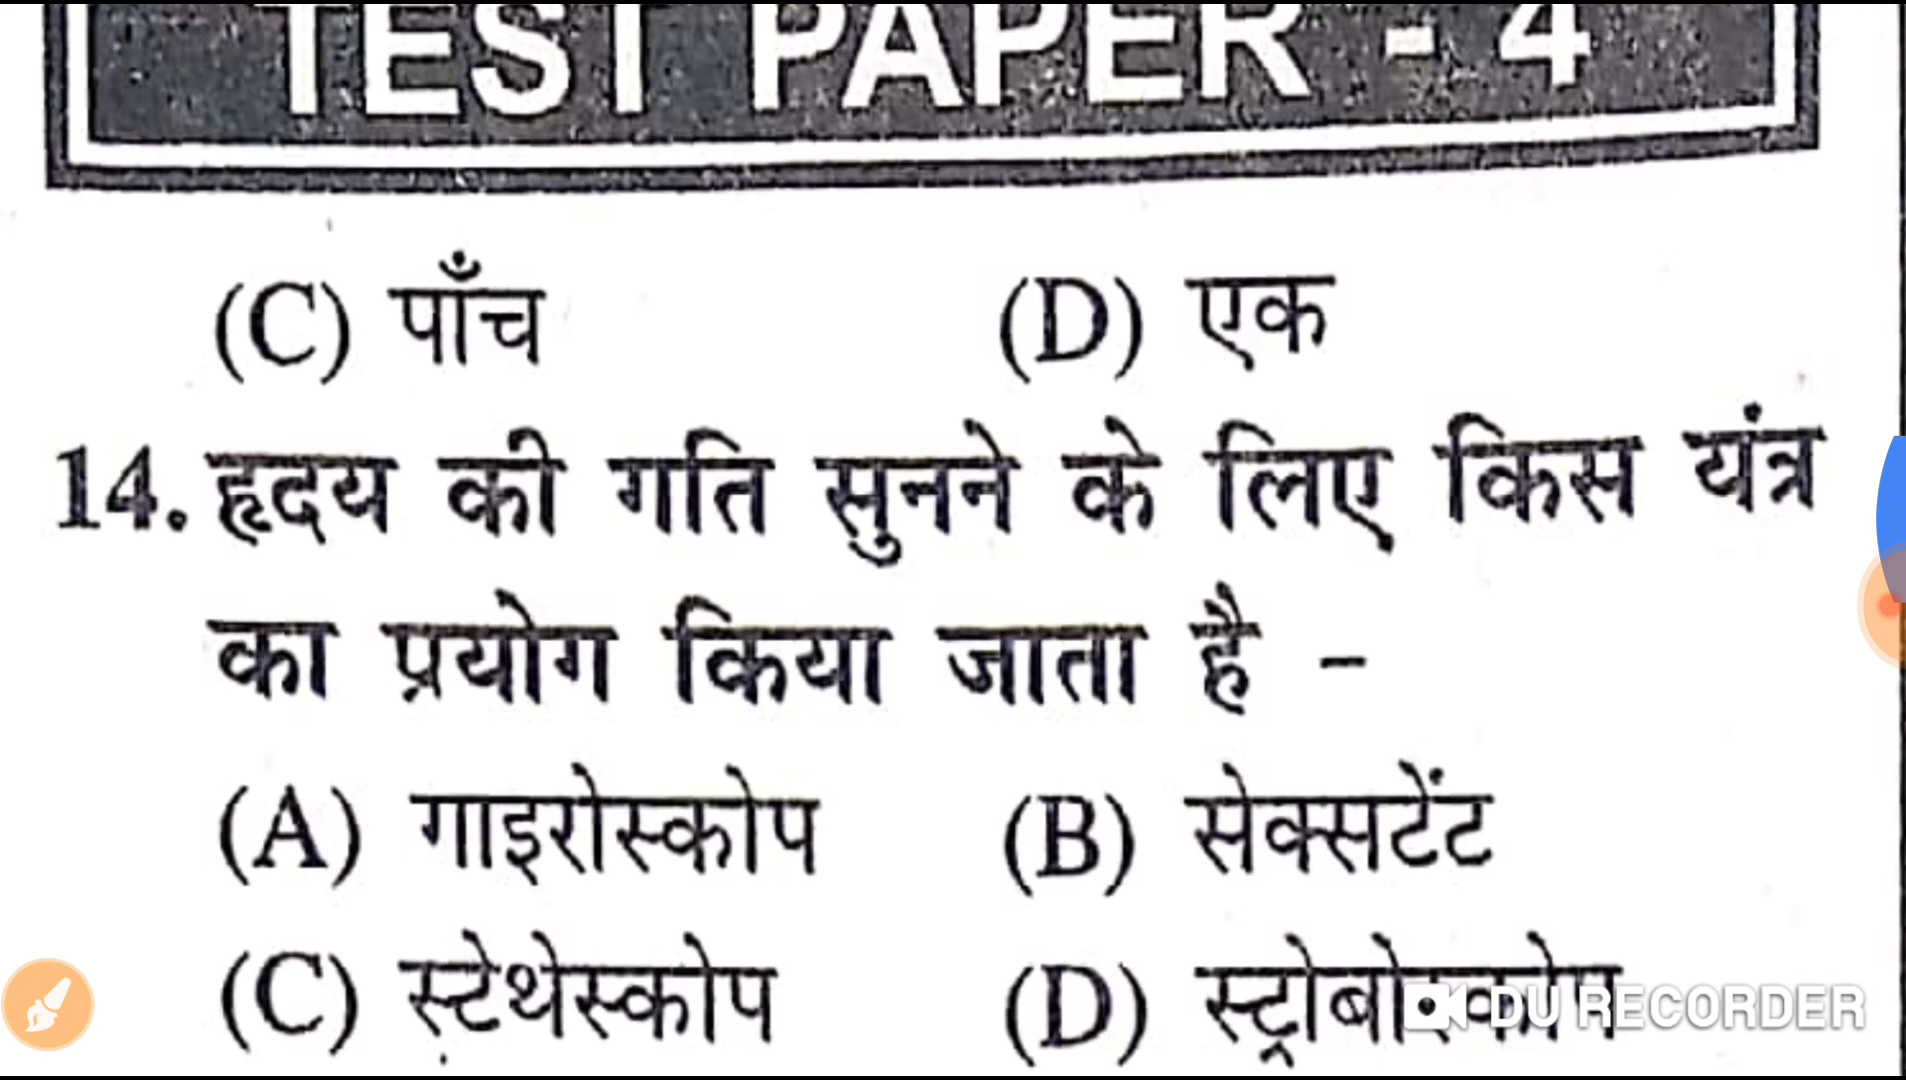 TEST PAPER - 4
(C) पाँच (D) एक
14. हृदय की गति सुनने के लिए किस यंत्र
का प्रयोग किया जाता है -
(A) गाइरोस्कोप (B) सेक्सटेंट
(C) स्टेथेस्कोप (D) स्ट्रोबोस्कोप
DU RECORDER